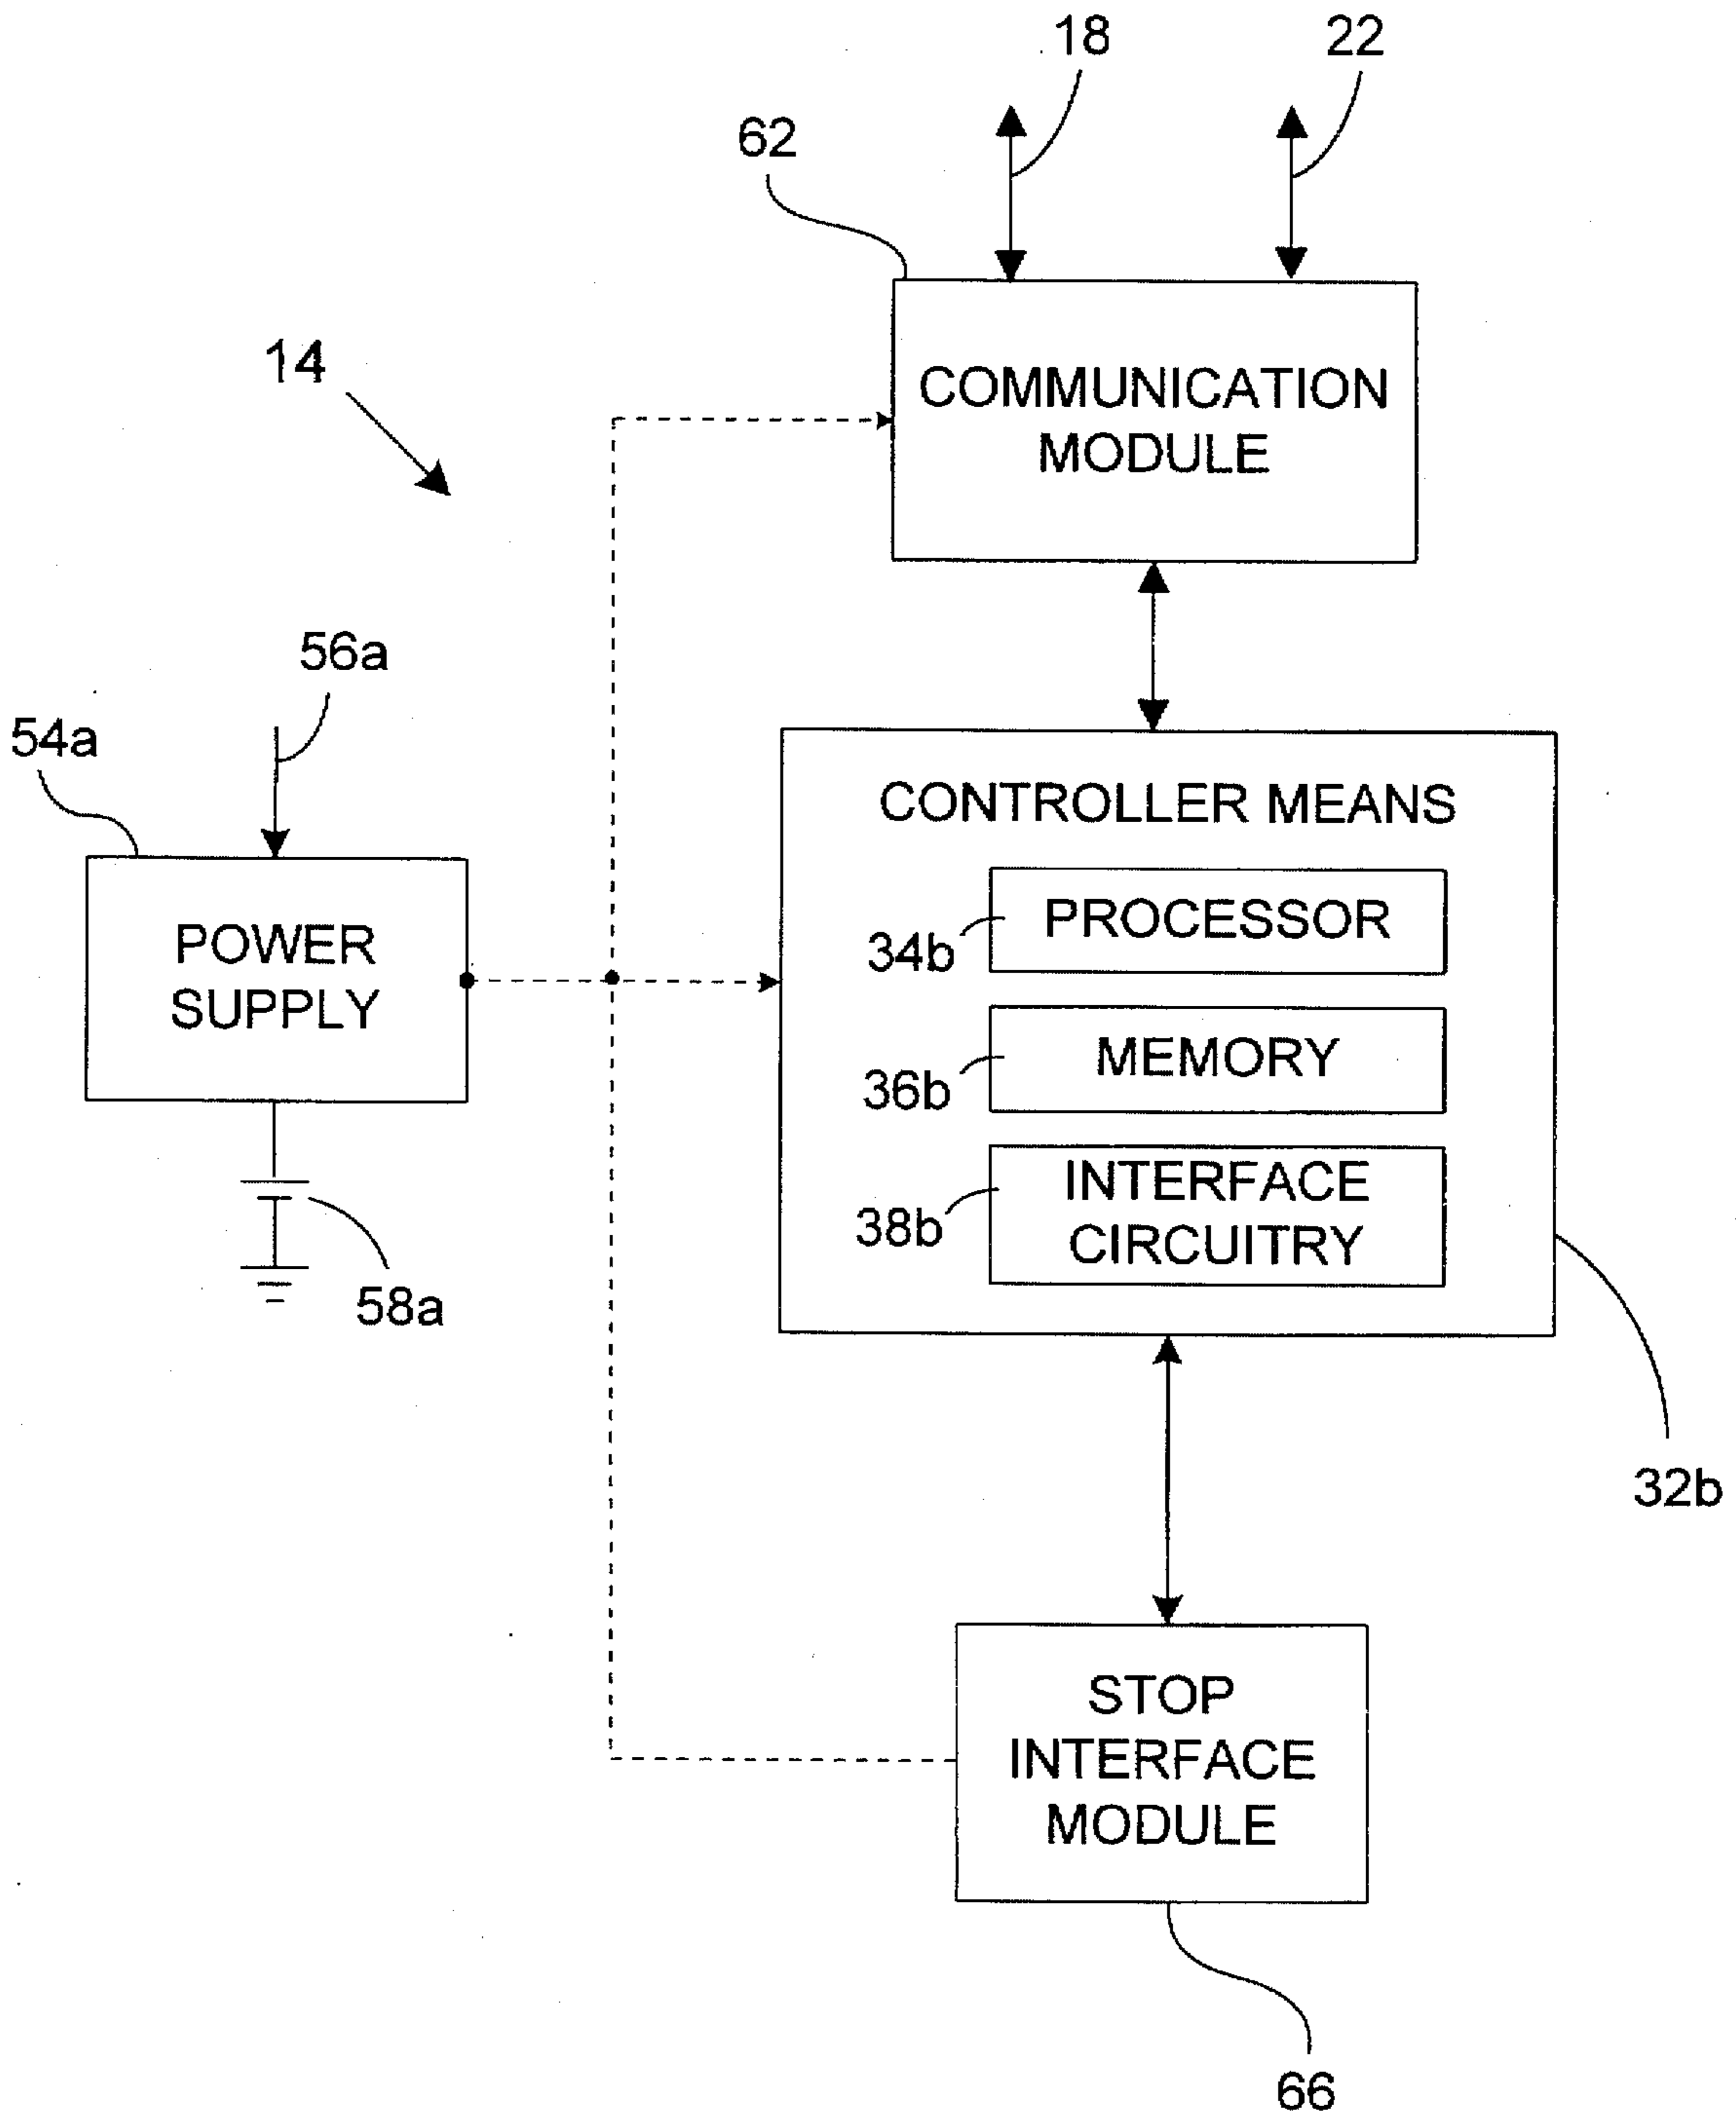 18
22
62
14
COMMUNICATION
MODULE
56a
54a
CONTROLLER MEANS
POWER
SUPPLY
PROCESSOR
34b
MEMORY
36b
INTERFACE
CIRCUITRY
38b
58a
32b
STOP
INTERFACE
MODULE
66